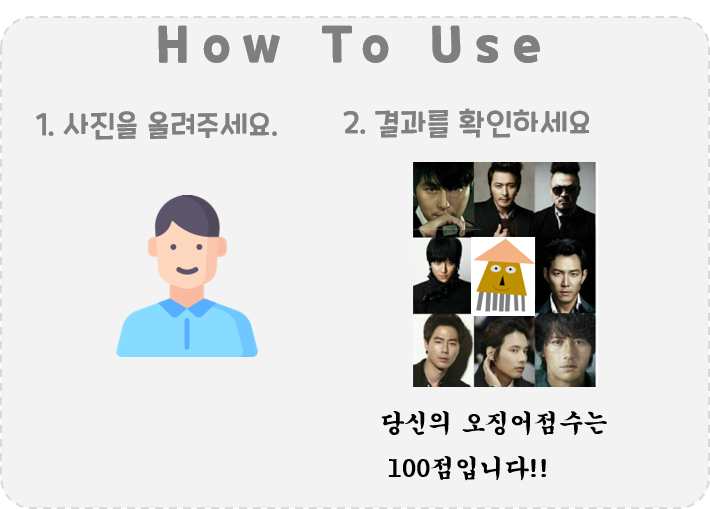 How To Use
1. 사진을 올려주세요.
2. 결과를 확인하세요
당신의 오징어점수는
100점입니다!!